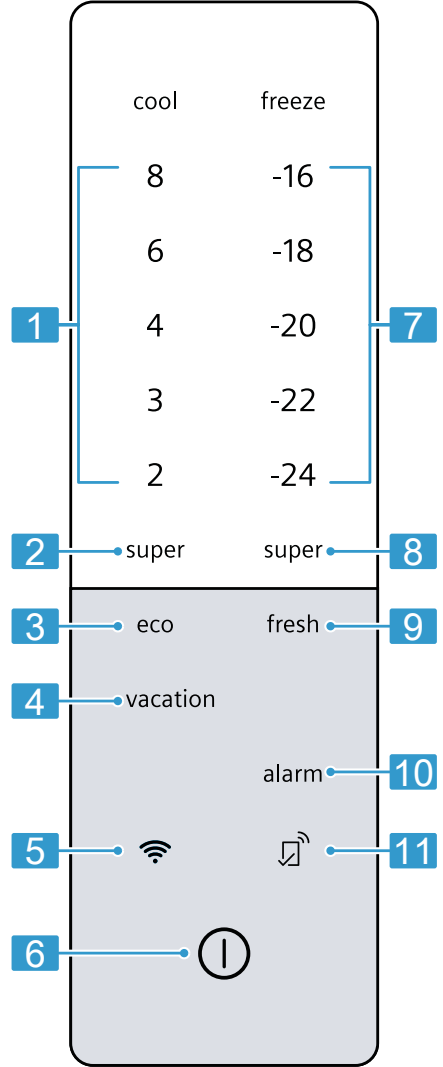 cool freeze
8 -16
6 -18
1 4 -20 7
3 -22
2 -24
2 super super 8
3 eco fresh 9
4 vacation
alarm 10
5 11
6